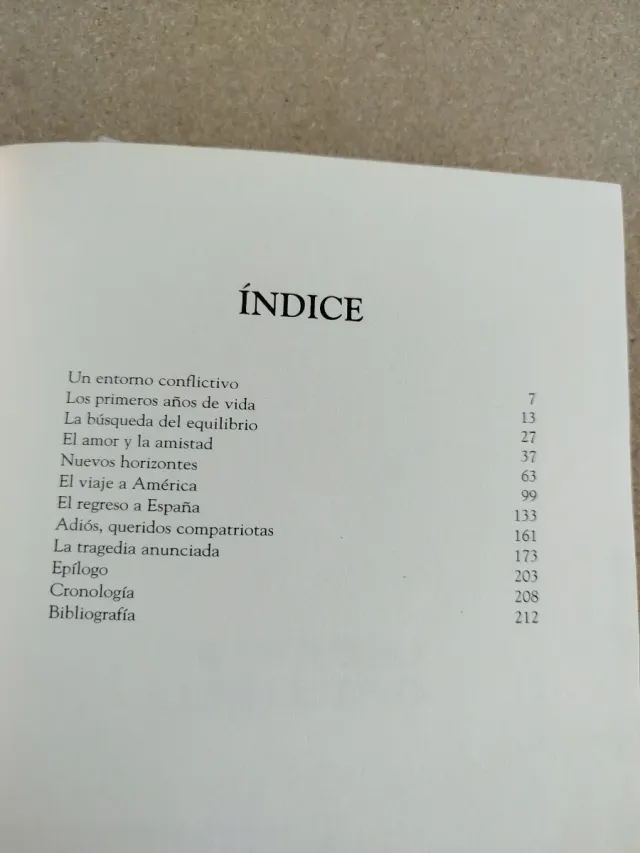 ÍNDICE
Un entorno conflictivo 7
Los primeros años de vida 13
La búsqueda del equilibrio 27
El amor y la amistad 37
Nuevos horizontes 63
El viaje a América 99
El regreso a España 133
Adiós, queridos compatriotas 161
La tragedia anunciada 173
Epílogo 203
Cronología 208
Bibliografía 212